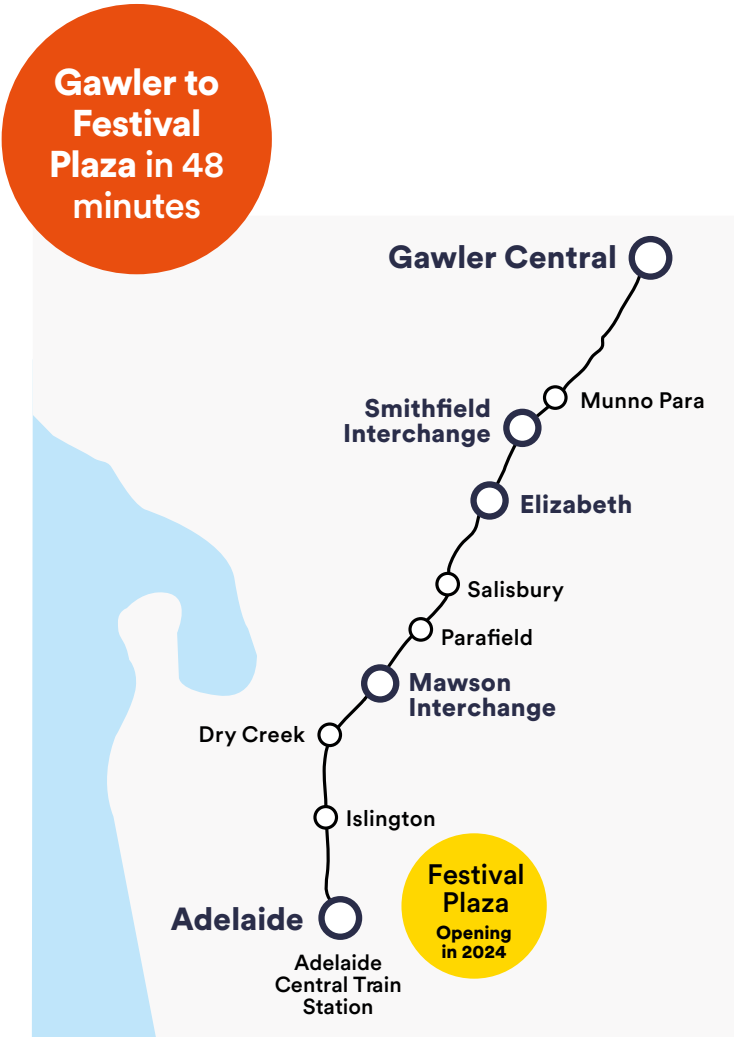 Gawler to
Festival
Plaza in 48
minutes
Gawler Central
Munno Para
Smithfield
Interchange
Elizabeth
Salisbury
Parafield
Mawson
Interchange
Dry Creek
Islington
Festival
Plaza
Opening
in 2024
Adelaide
Adelaide
Central Train
Station